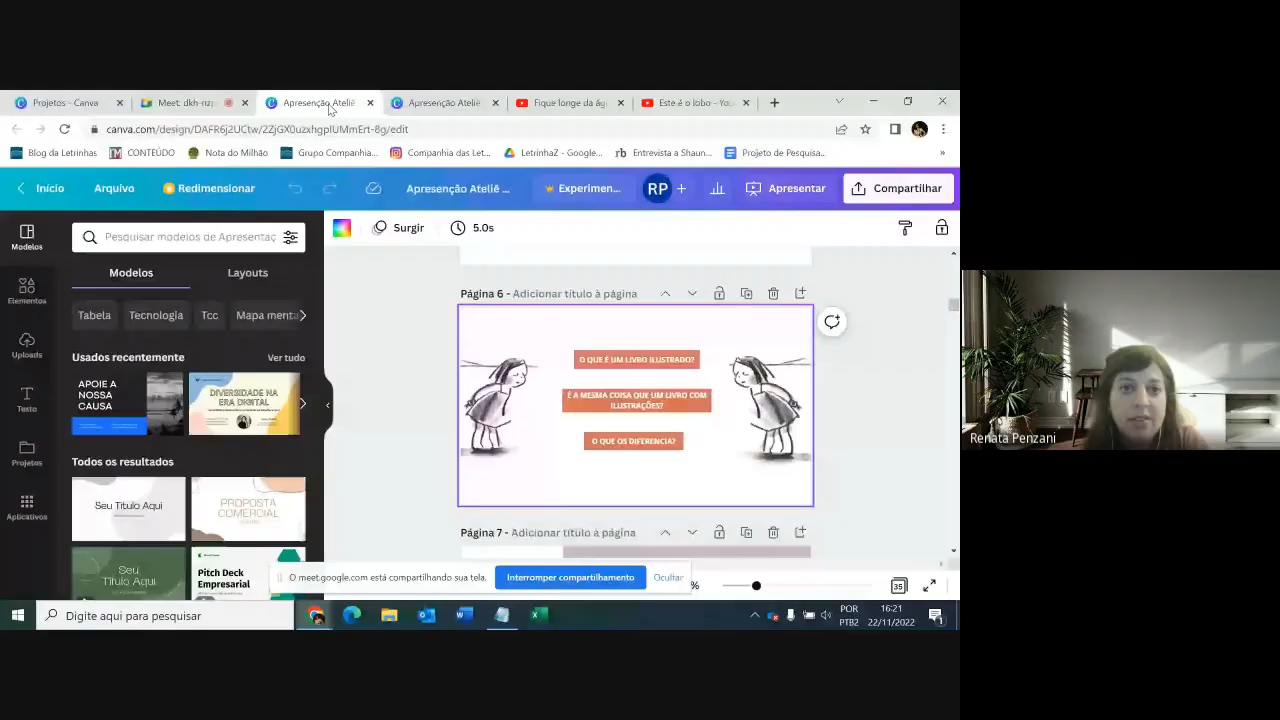 Projetos - Canva
Meet: dkh-nz
Apresenção Ateliê
Apresenção Ateliê
Fique longe da ág
Este é o lobo - You
canva.com/design/DAFR6j2UCtw/2ZjGX0uzxhgpIUMmErt-8g/edit
Blog da Letrinhas
CONTEÚDO
Nota do Milhão
Grupo Companhia...
Companhia das Let...
LetrinhaZ - Google...
rb Entrevista a Shaun...
Projeto de Pesquisa...
»
Início
Arquivo
Redimensionar
Apresenção Ateliê ...
Experimen...
RP
+
Apresentar
Compartilhar
Modelos
Pesquisar modelos de Apresentaç
Surgir
5.0s
Modelos
Layouts
Elementos
Tabela
Tecnologia
Tcc
Mapa menta
Página 6 - Adicionar título à página
Uploads
Usados recentemente
Ver tudo
O QUE É UM LIVRO ILUSTRADO?
É A MESMA COISA QUE UM LIVRO COM
ILUSTRAÇÕES?
O QUE OS DIFERENCIA?
Texto
APOIE A
NOSSA
CAUSA
DIVERSIDADE NA
ERA DIGITAL
Projetos
Todos os resultados
Aplicativos
Seu Título Aqui
PROPOSTA
COMERCIAL
Página 7 - Adicionar título à página
Seu
Título Aqui
Pitch Deck
Empresarial
O meet.google.com está compartilhando sua tela.
Interromper compartilhamento
Ocultar
%
35
Digite aqui para pesquisar
POR
PTB2
16:21
22/11/2022
Renata Penzani